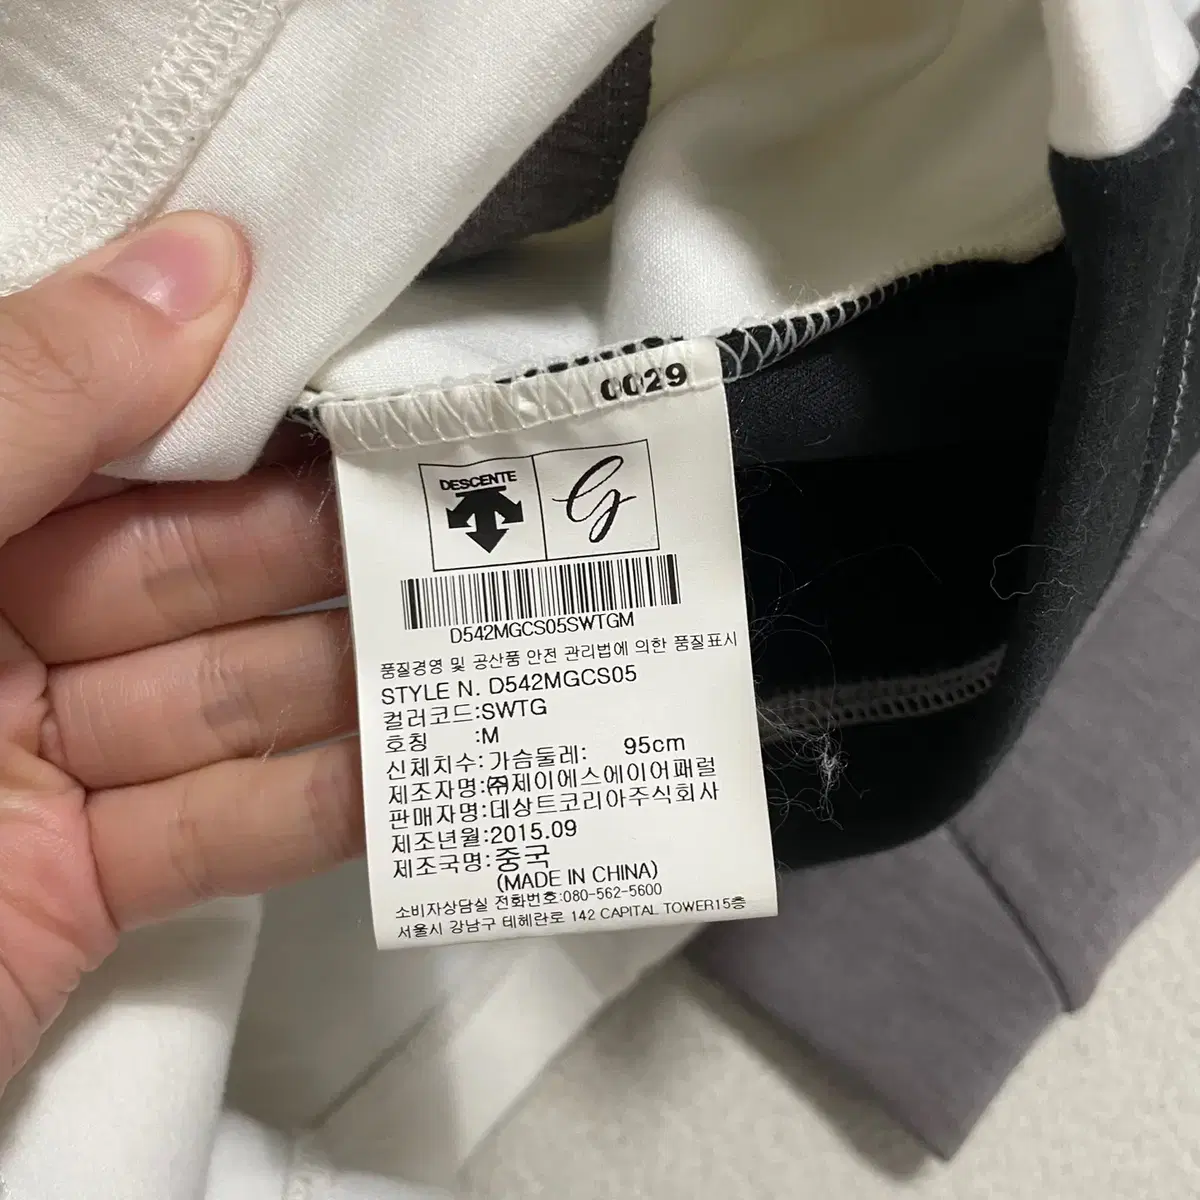 0029
DESCENTE G
D542MGCS05SWTGM
품질경영 및 공산품 안전 관리법에 의한 품질표시
STYLE N. D542MGCS05
컬러코드:SWTG
호칭 :M
신체치수:가슴둘레: 95cm
제조자명:㈜제이에스에이어패럴
판매자명:데상트코리아주식회사
제조년월:2015.09
제조국명:중국
(MADE IN CHINA)
소비자상담실 전화번호:080-562-5600
서울시 강남구 테헤란로 142 CAPITAL TOWER15층